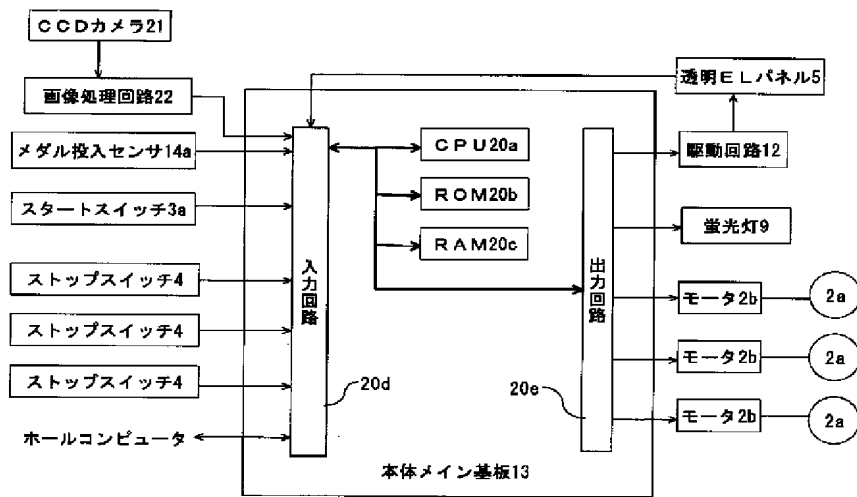 CCDカメラ21
画像処理回路22
メダル投入センサ14a
スタートスイッチ3a
ストップスイッチ4
ストップスイッチ4
ストップスイッチ4
ホールコンピュータ
入力回路
20d
CPU20a
ROM20b
RAM20c
出力回路
20e
本体メイン基板13
透明ELパネル5
駆動回路12
蛍光灯9
モータ2b
2a
モータ2b
2a
モータ2b
2a